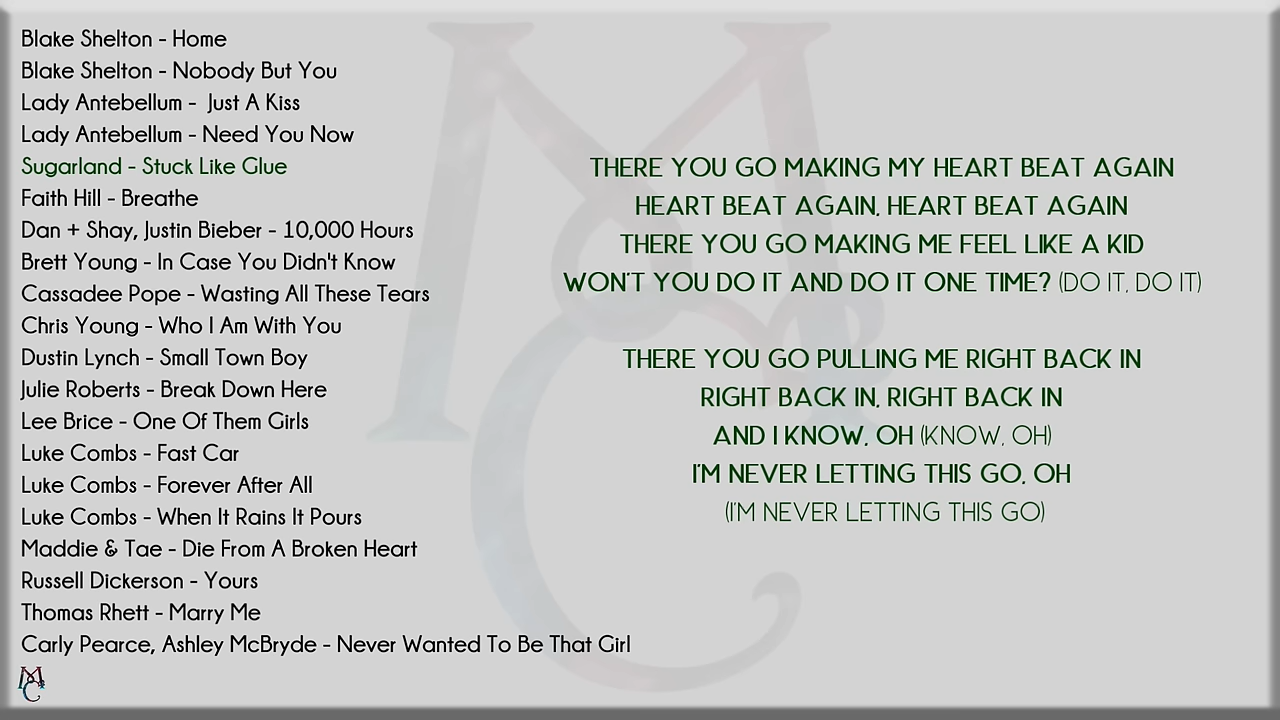 Blake Shelton - Home
Blake Shelton - Nobody But You
Lady Antebellum -  Just A Kiss
Lady Antebellum - Need You Now
Sugarland - Stuck Like Glue
Faith Hill - Breathe
Dan + Shay, Justin Bieber - 10,000 Hours
Brett Young - In Case You Didn't Know
Cassadee Pope - Wasting All These Tears
Chris Young - Who I Am With You
Dustin Lynch - Small Town Boy
Julie Roberts - Break Down Here
Lee Brice - One Of Them Girls
Luke Combs - Fast Car
Luke Combs - Forever After All
Luke Combs - When It Rains It Pours
Maddie & Tae - Die From A Broken Heart
Russell Dickerson - Yours
Thomas Rhett - Marry Me
Carly Pearce, Ashley McBryde - Never Wanted To Be That Girl
THERE YOU GO MAKING MY HEART BEAT AGAIN
HEART BEAT AGAIN, HEART BEAT AGAIN
THERE YOU GO MAKING ME FEEL LIKE A KID
WON'T YOU DO IT AND DO IT ONE TIME? (DO IT, DO IT)
THERE YOU GO PULLING ME RIGHT BACK IN
RIGHT BACK IN, RIGHT BACK IN
AND I KNOW, OH (KNOW, OH)
I'M NEVER LETTING THIS GO, OH
(I'M NEVER LETTING THIS GO)